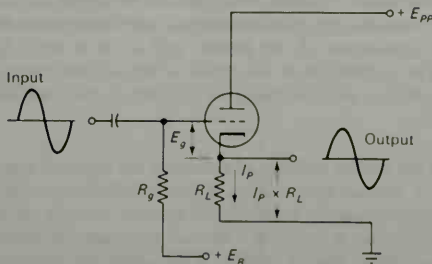 + E_PP
Input
E_g
Output
R_g
R_L
I_P
I_P × R_L
+ E_B